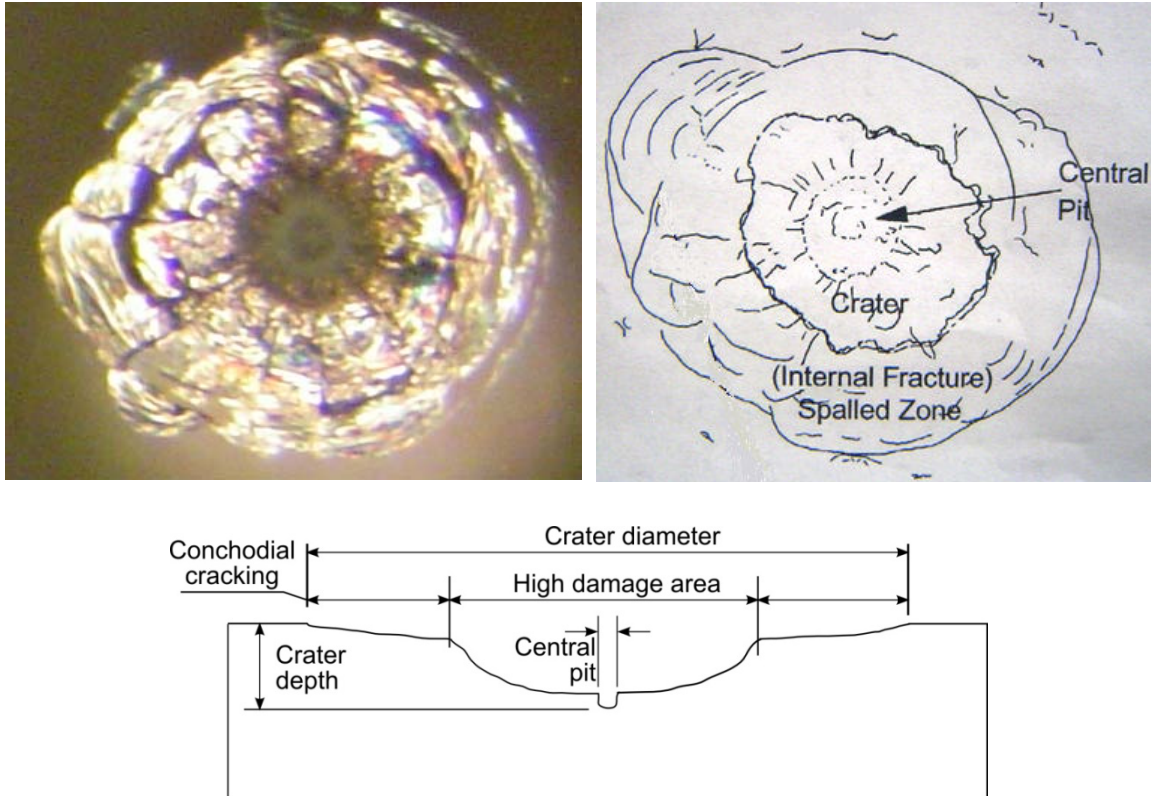 Central
Pit
Crater
(Internal Fracture)
Spalled Zone
Conchodial
cracking
Crater diameter
High damage area
Crater
depth
Central
pit